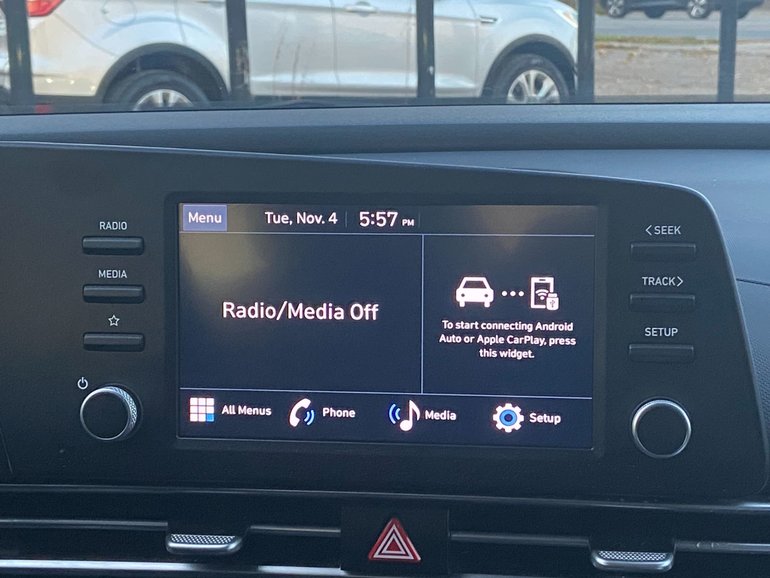 Menu
Tue, Nov. 4
5:57 PM
RADIO
MEDIA
Radio/Media Off
To start connecting Android
Auto or Apple CarPlay, press
this widget.
All Menus
Phone
Media
Setup
<SEEK
TRACK>
SETUP